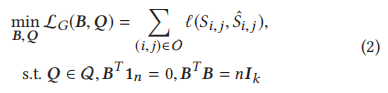 min_{B,Q} ℒ_G(B, Q) = ∑_{(i,j)∈O} ℓ(S_{i,j}, Ŝ_{i,j}), (2)
s.t. Q ∈ 𝒬, B^T 1_n = 0, B^T B = nI_k